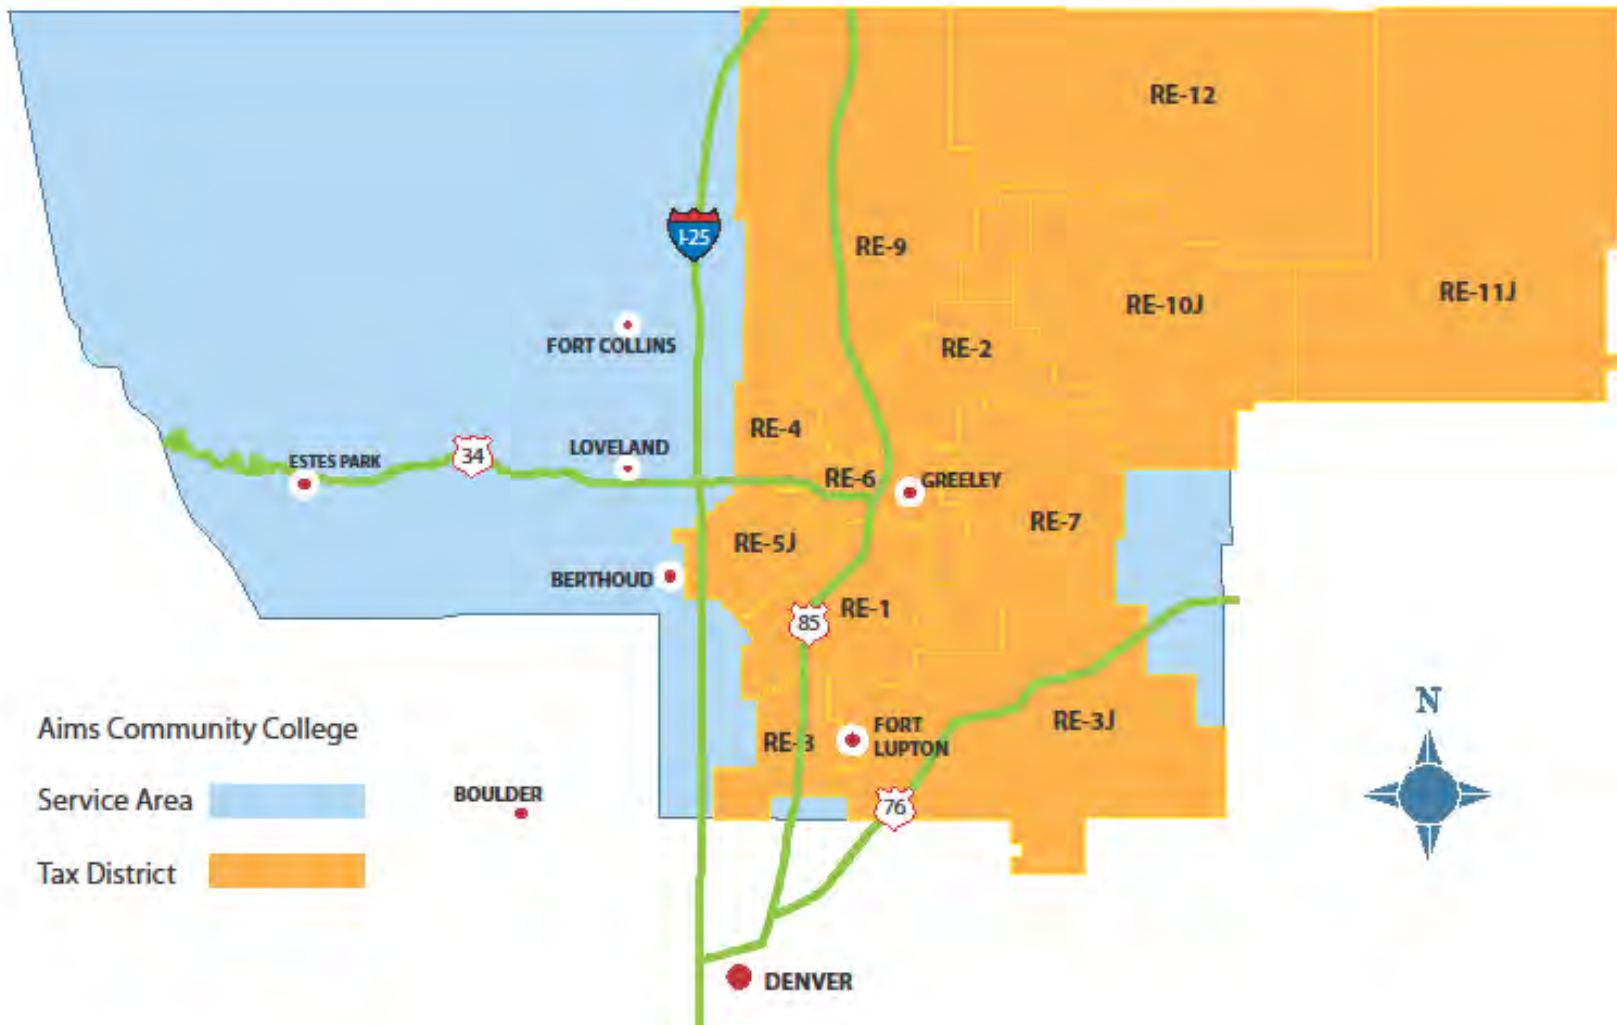 RE-12
I-25
RE-9
RE-10J
RE-11J
FORT COLLINS
RE-2
RE-4
LOVELAND
ESTES PARK
34
RE-6
GREELEY
RE-7
RE-5J
BERTHOUD
RE-1
85
N
Aims Community College
FORT
LUPTON
RE-3J
RE-8
Service Area
BOULDER
76
Tax District
DENVER